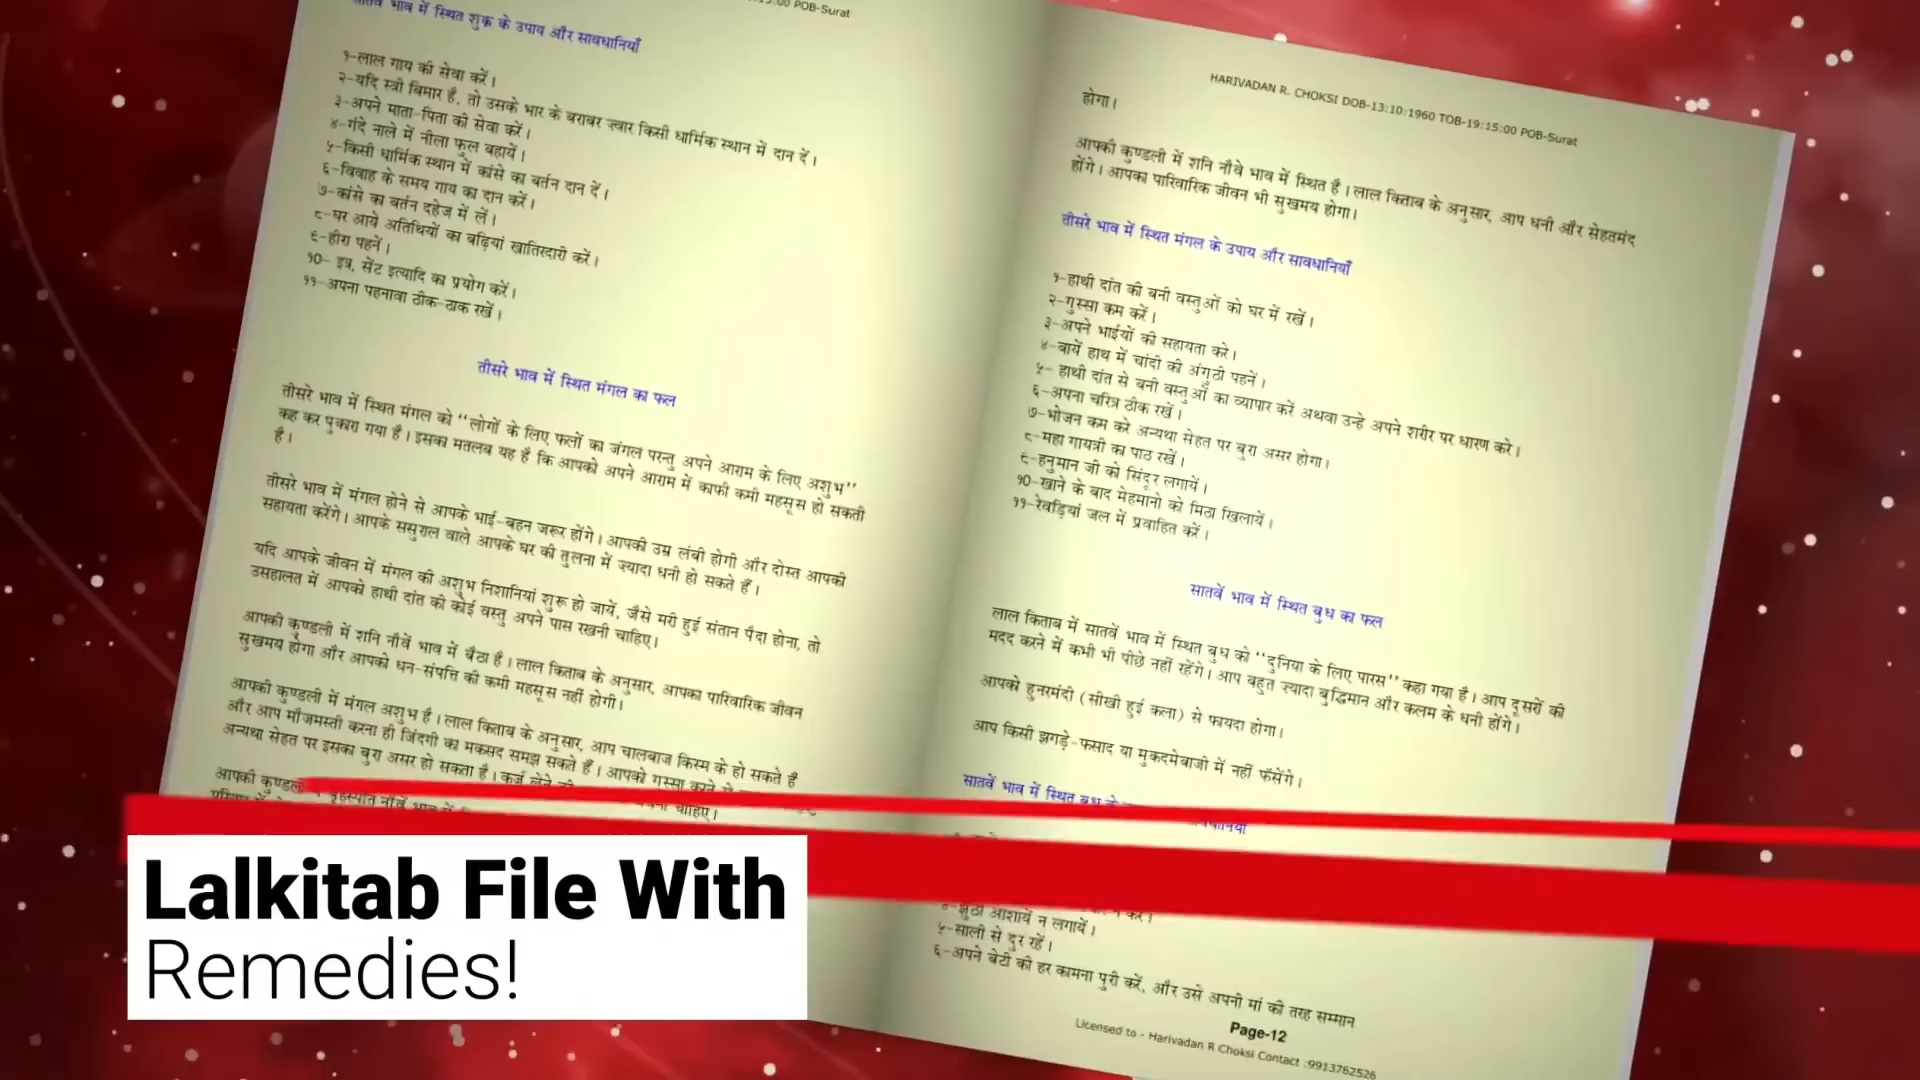 :15:00 POB-Surat
सातवें भाव में स्थित शुक्र के उपाय और सावधानियाँ
१-लाल गाय की सेवा करें।
२-यदि स्त्री बिमार है, तो उसके भार के बराबर ज्वार किसी धार्मिक स्थान में दान दें।
३-अपने माता-पिता की सेवा करें।
४-गंदे नाले में नीला फुल बहायें।
५-किसी धार्मिक स्थान में कांसे का बर्तन दान दें।
६-विवाह के समय गाय का दान करें।
७-कांसे का बर्तन दहेज में लें।
८-घर आये अतिथियों का बढ़ियां खातिरदारी करें।
९-हीरा पहनें।
१०- इत्र, सेंट इत्यादि का प्रयोग करें।
११-अपना पहनावा ठीक-ठाक रखें।
तीसरे भाव में स्थित मंगल का फल
तीसरे भाव में स्थित मंगल को "लोगों के लिए फलों का जंगल परन्तु अपने आराम के लिए अशुभ"
कह कर पुकारा गया है। इसका मतलब यह है कि आपको अपने आराम में काफी कमी महसूस हो सकती
है।
तीसरे भाव में मंगल होने से आपके भाई-बहन जरूर होंगे। आपकी उम्र लंबी होगी और दोस्त आपकी
सहायता करेंगे। आपके ससुराल वाले आपके घर की तुलना में ज्यादा धनी हो सकते हैं।
यदि आपके जीवन में मंगल की अशुभ निशानियां शुरू हो जायें, जैसे मरी हुई संतान पैदा होना, तो
उसहालत में आपको हाथी दांत की कोई वस्तु अपने पास रखनी चाहिए।
आपकी कुण्डली में शनि नौवें भाव में बैठा है। लाल किताब के अनुसार, आपका पारिवारिक जीवन
सुखमय होगा और आपको धन-संपत्ति की कमी महसूस नहीं होगी।
आपकी कुण्डली में मंगल अशुभ है। लाल किताब के अनुसार, आप चालबाज किस्म के हो सकते हैं
और आप मौजमस्ती करना ही जिंदगी का मकसद समझ सकते हैं। आपको गुस्सा करने से
अन्यथा सेहत पर इसका बुरा असर हो सकता है। कर्ज लेने चाहिए।
आपकी कुण्डली बृहस्पति नौवें भाव में
HARIVADAN R. CHOKSI DOB-13:10:1960 TOB-19:15:00 POB-Surat
होगा।
आपकी कुण्डली में शनि नौवे भाव में स्थित है। लाल किताब के अनुसार, आप धनी और सेहतमंद
होंगे। आपका पारिवारिक जीवन भी सुखमय होगा।
तीसरे भाव में स्थित मंगल के उपाय और सावधानियाँ
१-हाथी दांत की बनी वस्तुओं को घर में रखें।
२-गुस्सा कम करें।
३-अपने भाईयों की सहायता करे।
४-बायें हाथ में चांदी की अंगुठी पहनें।
५- हाथी दांत से बनी वस्तुओं का व्यापार करें अथवा उन्हे अपने शरीर पर धारण करे।
६-अपना चरित्र ठीक रखें।
७-भोजन कम करे अन्यथा सेहत पर बुरा असर होगा।
८-महा गायत्री का पाठ रखें।
९-हनुमान जी को सिंदूर लगायें।
१०-खाने के बाद मेहमानो को मिठा खिलायें।
११-रेवड़ियां जल में प्रवाहित करें।
सातवें भाव में स्थित बुध का फल
लाल किताब में सातवें भाव में स्थित बुध को "दुनिया के लिए पारस" कहा गया है। आप दूसरों की
मदद करने में कभी भी पीछे नहीं रहेंगे। आप बहुत ज्यादा बुद्धिमान और कलम के धनी होंगे।
आपको हुनरमंदी (सीखी हुई कला) से फायदा होगा।
आप किसी झगड़े-फसाद या मुकदमेबाजी में नहीं फँसेंगे।
सातवें भाव में स्थित बुध के
करें।
४-झुठी आशायें न लगायें।
५-साली से दुर रहें।
६-अपने बेटी की हर कामना पुरी करें, और उसे अपनी मां की तरह सम्मान
Page-12
Licensed to - Harivadan R Choksi Contact :9913762526
Lalkitab File With
Remedies!